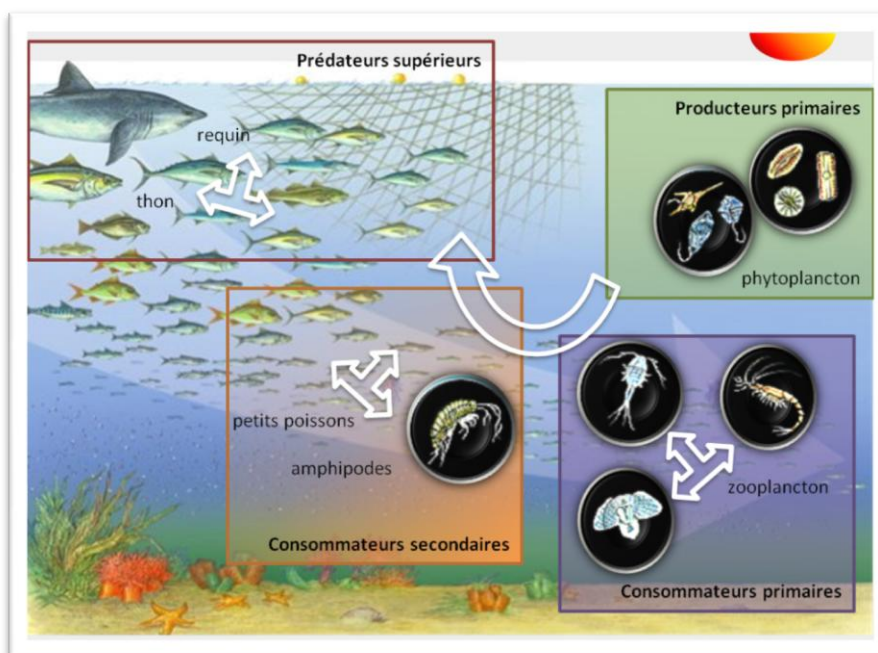 Prédateurs supérieurs
requin
thon
Producteurs primaires
phytoplancton
petits poissons
amphipodes
Consommateurs secondaires
zooplancton
Consommateurs primaires